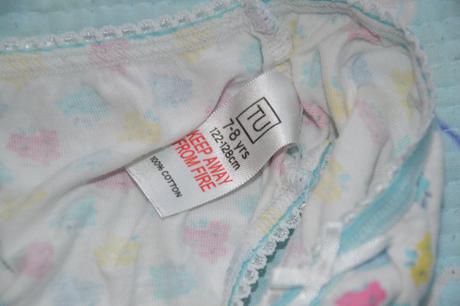 TU
7-8 yrs
122-128cm
KEEP AWAY
FROM FIRE
100% COTTON